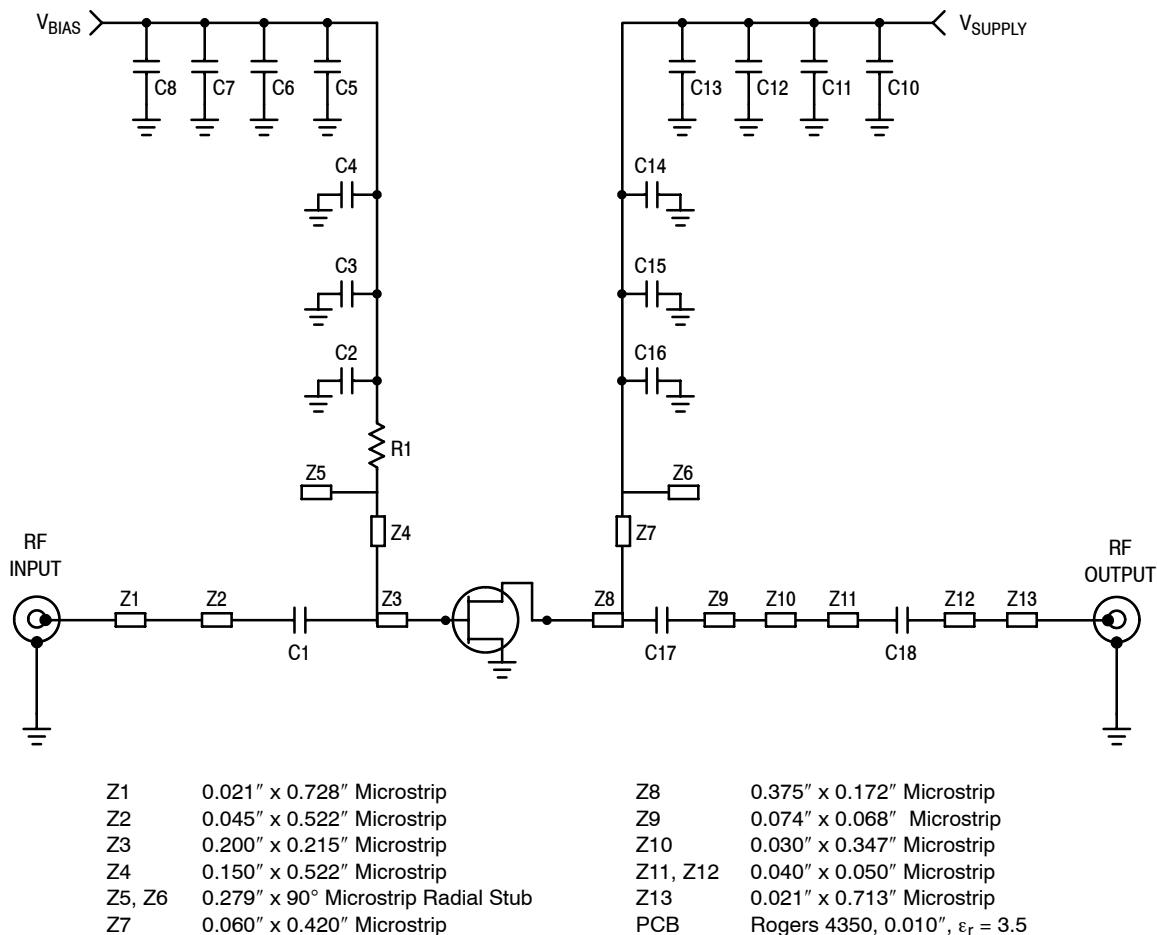 V_BIAS
V_SUPPLY
C8 C7 C6 C5
C13 C12 C11 C10
C4
C14
C3
C15
C2
C16
R1
Z5
Z6
Z4
Z7
RF
INPUT
RF
OUTPUT
Z1 Z2 Z3 Z8 Z9 Z10 Z11 Z12 Z13
C1 C17 C18
Z1 0.021″ x 0.728″ Microstrip
Z2 0.045″ x 0.522″ Microstrip
Z3 0.200″ x 0.215″ Microstrip
Z4 0.150″ x 0.522″ Microstrip
Z5, Z6 0.279″ x 90° Microstrip Radial Stub
Z7 0.060″ x 0.420″ Microstrip
Z8 0.375″ x 0.172″ Microstrip
Z9 0.074″ x 0.068″ Microstrip
Z10 0.030″ x 0.347″ Microstrip
Z11, Z12 0.040″ x 0.050″ Microstrip
Z13 0.021″ x 0.713″ Microstrip
PCB Rogers 4350, 0.010″, εr = 3.5